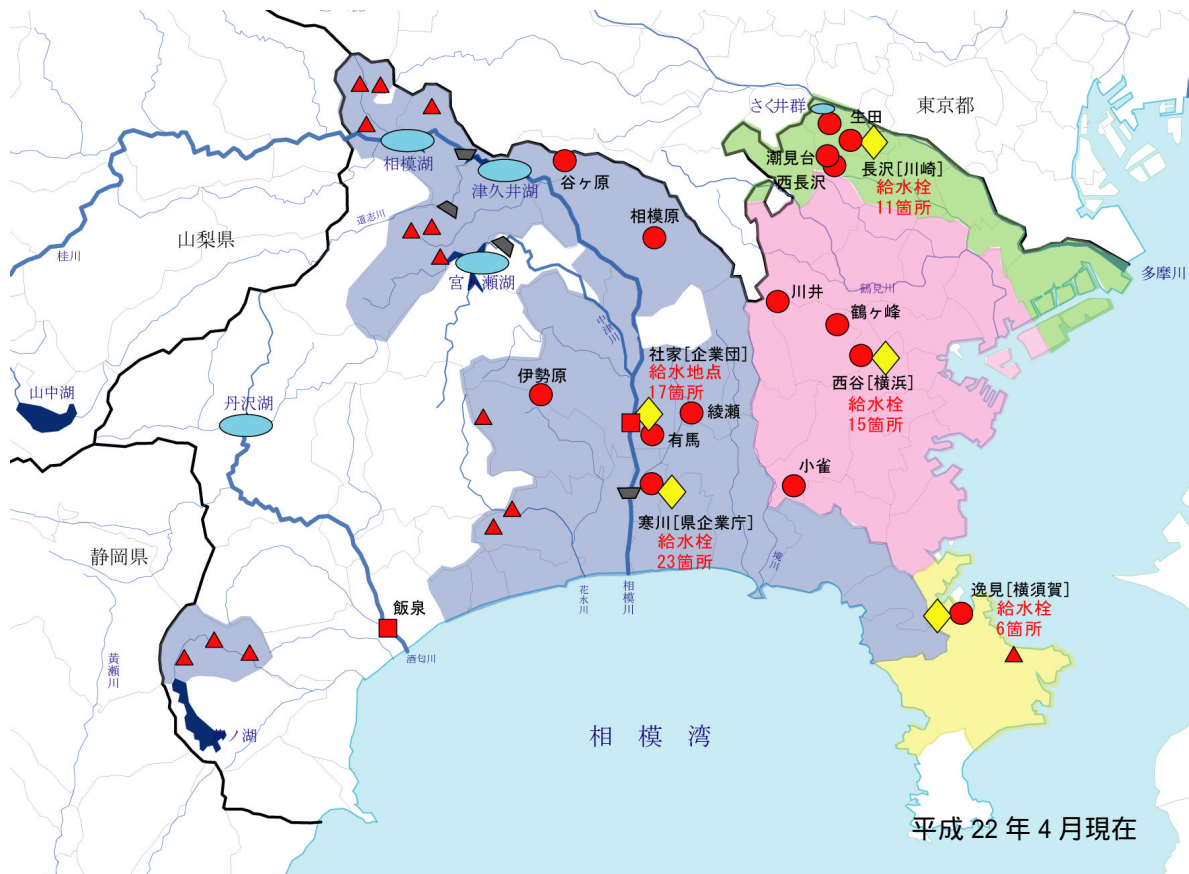 さく井群
東京都
生田
潮見台
西長沢
長沢[川崎]
給水栓
11箇所
相模湖
津久井湖
谷ヶ原
相模原
道志川
山梨県
桂川
宮ヶ瀬湖
多摩川
鶴見川
川井
鶴ヶ峰
中津川
西谷[横浜]
給水栓
15箇所
社家[企業団]
給水地点
17箇所
伊勢原
綾瀬
有馬
山中湖
丹沢湖
小雀
寒川[県企業庁]
給水栓
23箇所
境川
静岡県
花水川
相模川
飯泉
酒匂川
逸見[横須賀]
給水栓
6箇所
黄瀬川
ノ湖
相模湾
平成 22 年 4 月現在